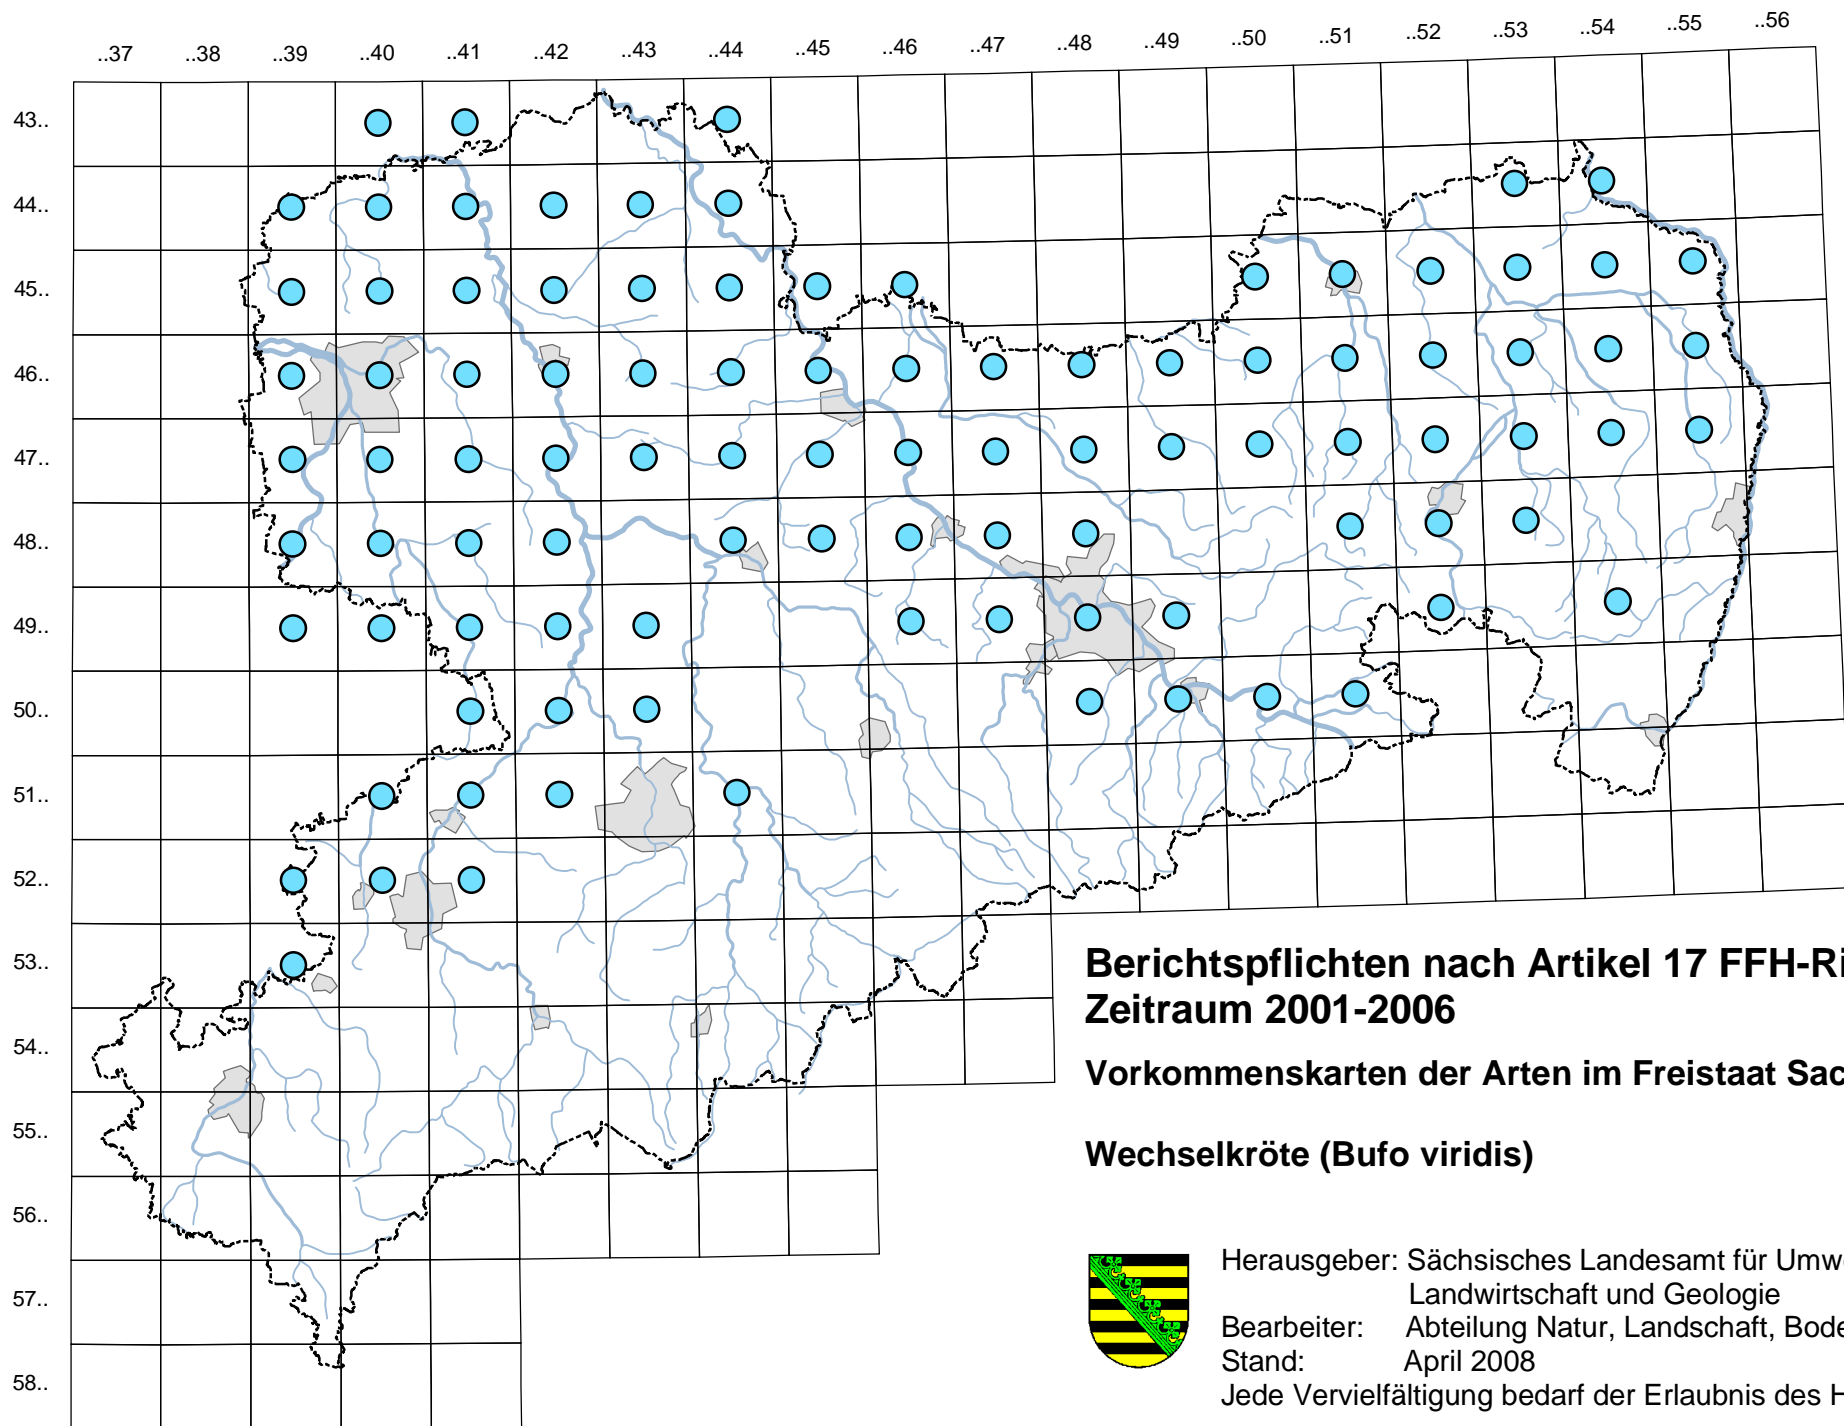 ..37 ..38 ..39 ..40 ..41 ..42 ..43 ..44 ..45 ..46 ..47 ..48 ..49 ..50 ..51 ..52 ..53 ..54 ..55 ..56
43..
44..
45..
46..
47..
48..
49..
50..
51..
52..
53..
54..
55..
56..
57..
58..
Berichtspflichten nach Artikel 17 FFH-Ri
Zeitraum 2001-2006
Vorkommenskarten der Arten im Freistaat Sac
Wechselkröte (Bufo viridis)
Herausgeber: Sächsisches Landesamt für Umwe
Landwirtschaft und Geologie
Bearbeiter: Abteilung Natur, Landschaft, Bode
Stand: April 2008
Jede Vervielfältigung bedarf der Erlaubnis des H